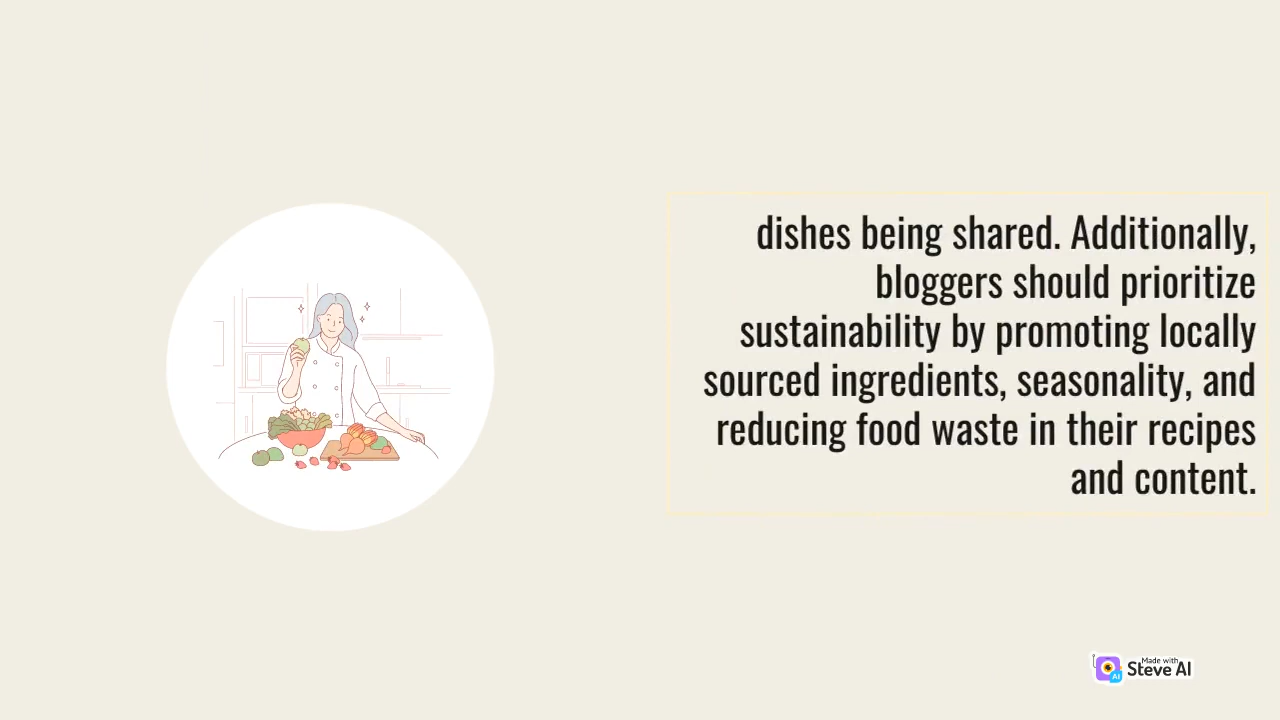 dishes being shared. Additionally,
bloggers should prioritize
sustainability by promoting locally
sourced ingredients, seasonality, and
reducing food waste in their recipes
and content.
Made with
Steve AI
AI